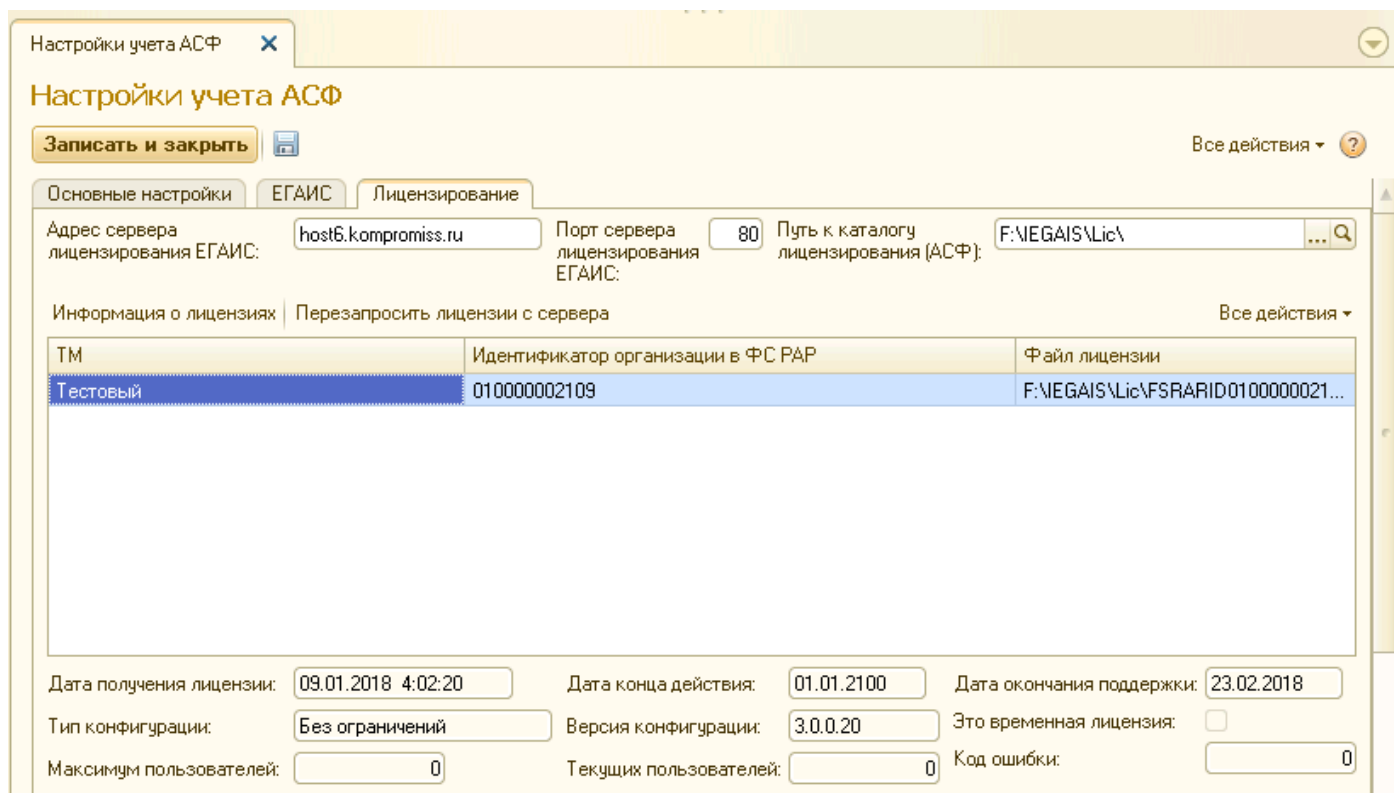 Настройки учета АСФ
Настройки учета АСФ
Записать и закрыть
Все действия
Основные настройки ЕГАИС Лицензирование
Адрес сервера лицензирования ЕГАИС: host6.kompromiss.ru
Порт сервера лицензирования ЕГАИС: 80
Путь к каталогу лицензирования (АСФ): F:\IEGAIS\Lic\
Информация о лицензиях Перезапросить лицензии с сервера Все действия
ТМ Идентификатор организации в ФС РАР Файл лицензии
Тестовый 010000002109 F:\IEGAIS\Lic\FSRARID0100000021...
Дата получения лицензии: 09.01.2018 4:02:20 Дата конца действия: 01.01.2100 Дата окончания поддержки: 23.02.2018
Тип конфигурации: Без ограничений Версия конфигурации: 3.0.0.20 Это временная лицензия:
Максимум пользователей: 0 Текущих пользователей: 0 Код ошибки: 0